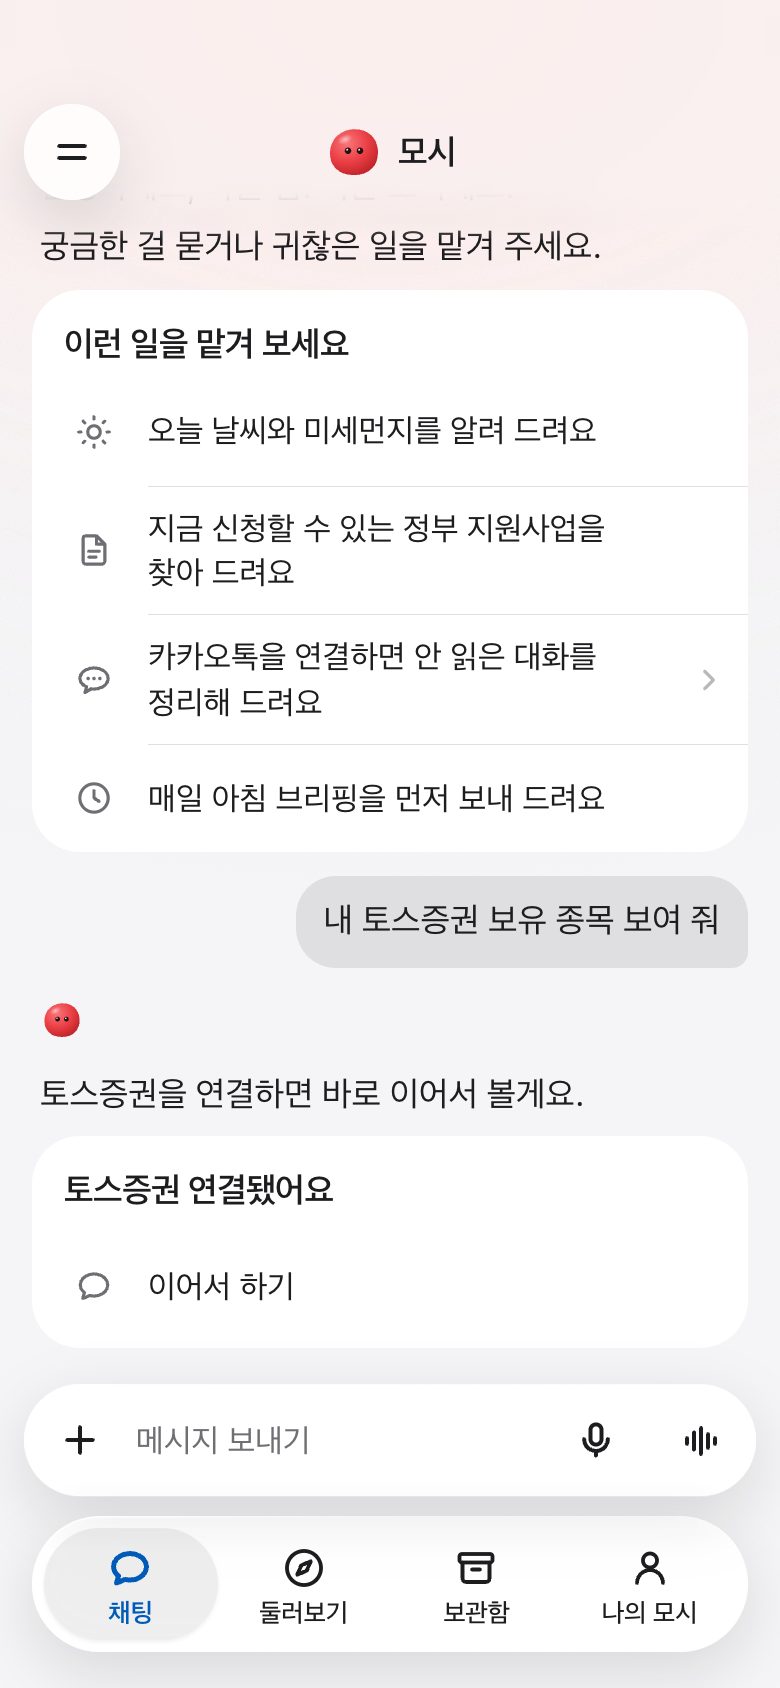 모시
궁금한 걸 묻거나 귀찮은 일을 맡겨 주세요.
이런 일을 맡겨 보세요
오늘 날씨와 미세먼지를 알려 드려요
지금 신청할 수 있는 정부 지원사업을
찾아 드려요
카카오톡을 연결하면 안 읽은 대화를
정리해 드려요
매일 아침 브리핑을 먼저 보내 드려요
내 토스증권 보유 종목 보여 줘
토스증권을 연결하면 바로 이어서 볼게요.
토스증권 연결됐어요
이어서 하기
메시지 보내기
채팅
둘러보기
보관함
나의 모시